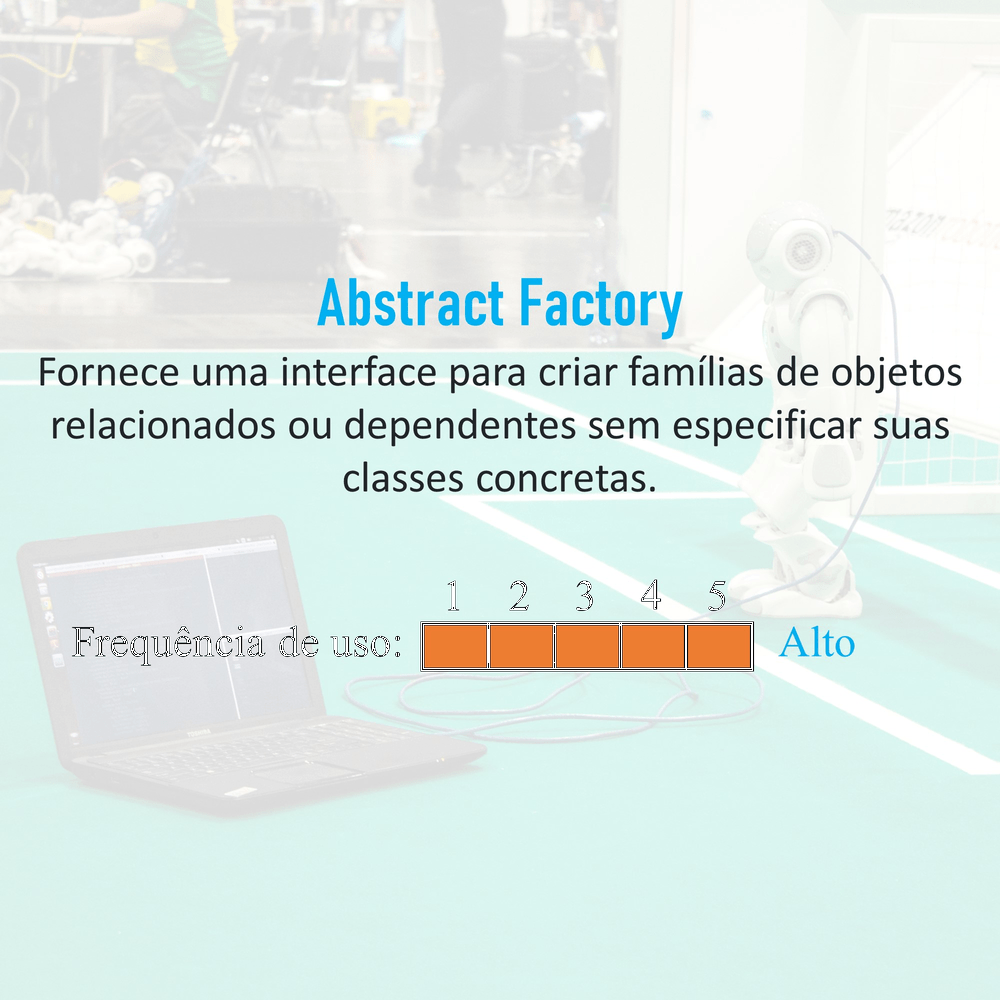 Abstract Factory
Fornece uma interface para criar famílias de objetos
relacionados ou dependentes sem especificar suas
classes concretas.
1 2 3 4 5
Frequência de uso: Alto